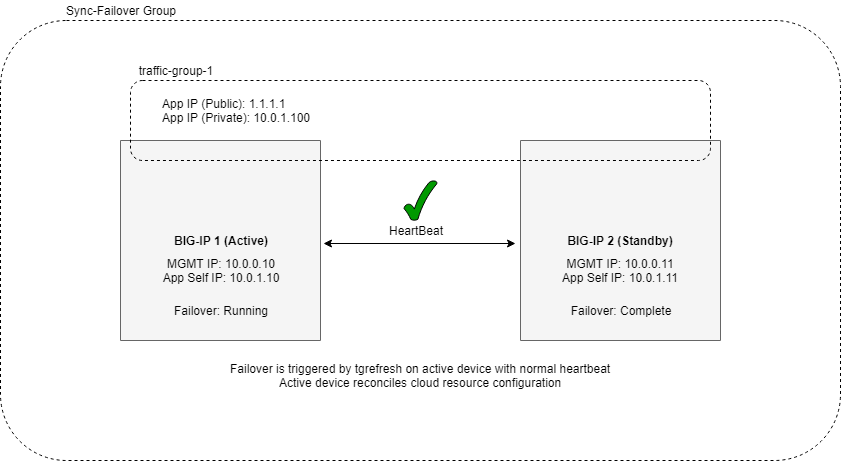 Sync-Failover Group
traffic-group-1
App IP (Public): 1.1.1.1
App IP (Private): 10.0.1.100
HeartBeat
BIG-IP 1 (Active)
MGMT IP: 10.0.0.10
App Self IP: 10.0.1.10
Failover: Running
BIG-IP 2 (Standby)
MGMT IP: 10.0.0.11
App Self IP: 10.0.1.11
Failover: Complete
Failover is triggered by tgrefresh on active device with normal heartbeat
Active device reconciles cloud resource configuration